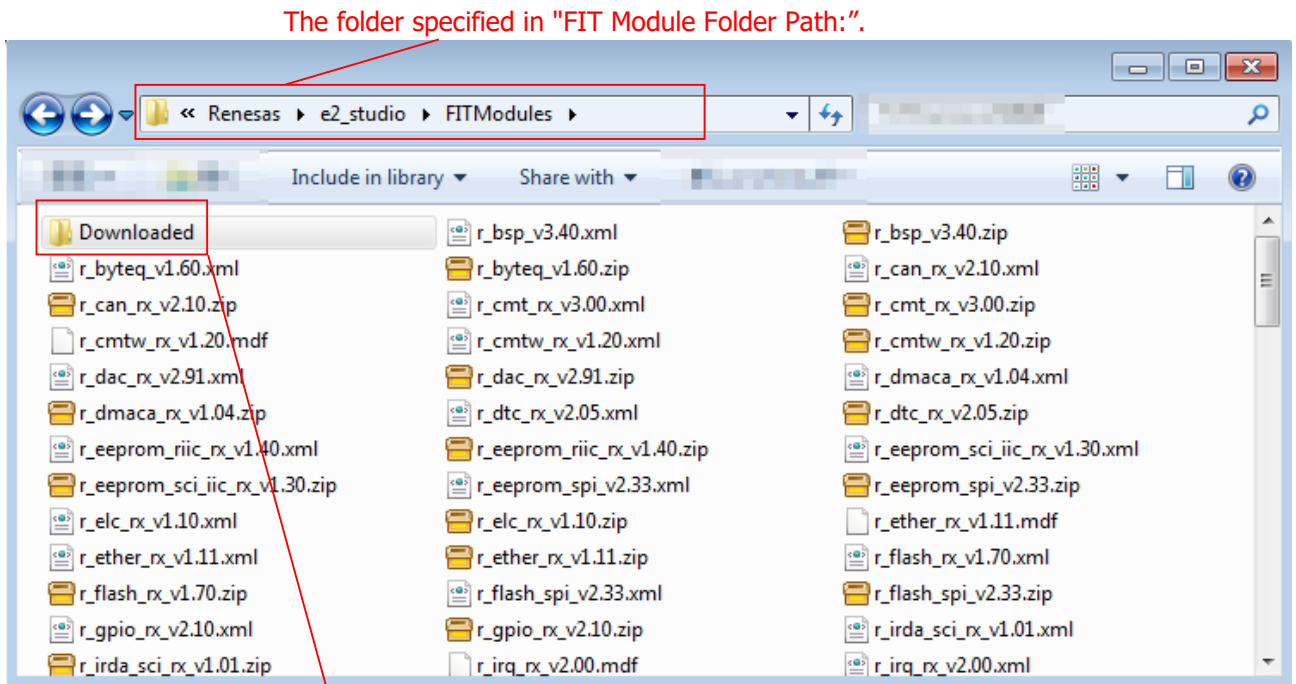 The folder specified in "FIT Module Folder Path:”.
« Renesas e2_studio FITModules
Include in library Share with
Downloaded r_bsp_v3.40.xml r_bsp_v3.40.zip
r_byteq_v1.60.xml r_byteq_v1.60.zip r_can_rx_v2.10.xml
r_can_rx_v2.10.zip r_cmt_rx_v3.00.xml r_cmt_rx_v3.00.zip
r_cmtw_rx_v1.20.mdf r_cmtw_rx_v1.20.xml r_cmtw_rx_v1.20.zip
r_dac_rx_v2.91.xml r_dac_rx_v2.91.zip r_dmaca_rx_v1.04.xml
r_dmaca_rx_v1.04.zip r_dtc_rx_v2.05.xml r_dtc_rx_v2.05.zip
r_eeprom_riic_rx_v1.40.xml r_eeprom_riic_rx_v1.40.zip r_eeprom_sci_iic_rx_v1.30.xml
r_eeprom_sci_iic_rx_v1.30.zip r_eeprom_spi_v2.33.xml r_eeprom_spi_v2.33.zip
r_elc_rx_v1.10.xml r_elc_rx_v1.10.zip r_ether_rx_v1.11.mdf
r_ether_rx_v1.11.xml r_ether_rx_v1.11.zip r_flash_rx_v1.70.xml
r_flash_rx_v1.70.zip r_flash_spi_v2.33.xml r_flash_spi_v2.33.zip
r_gpio_rx_v2.10.xml r_gpio_rx_v2.10.zip r_irda_sci_rx_v1.01.xml
r_irda_sci_rx_v1.01.zip r_irq_rx_v2.00.mdf r_irq_rx_v2.00.xml